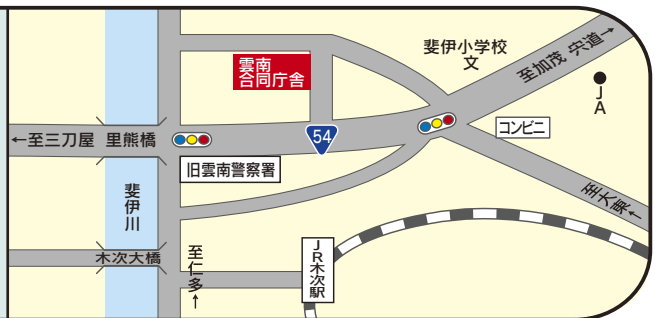 斐伊小学校
文
至加茂 宍道→
雲南
合同庁舎
JA
←至三刀屋
里熊橋
54
コンビニ
旧雲南警察署
斐伊川
至大東→
木次大橋
至仁多→
JR木次駅